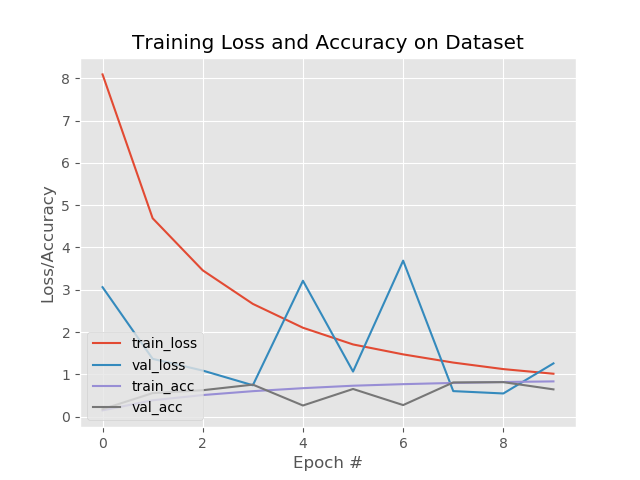 Training Loss and Accuracy on Dataset
8
7
6
5
4
3
2
1
0
Loss/Accuracy
train_loss
val_loss
train_acc
val_acc
0 2 4 6 8
Epoch #